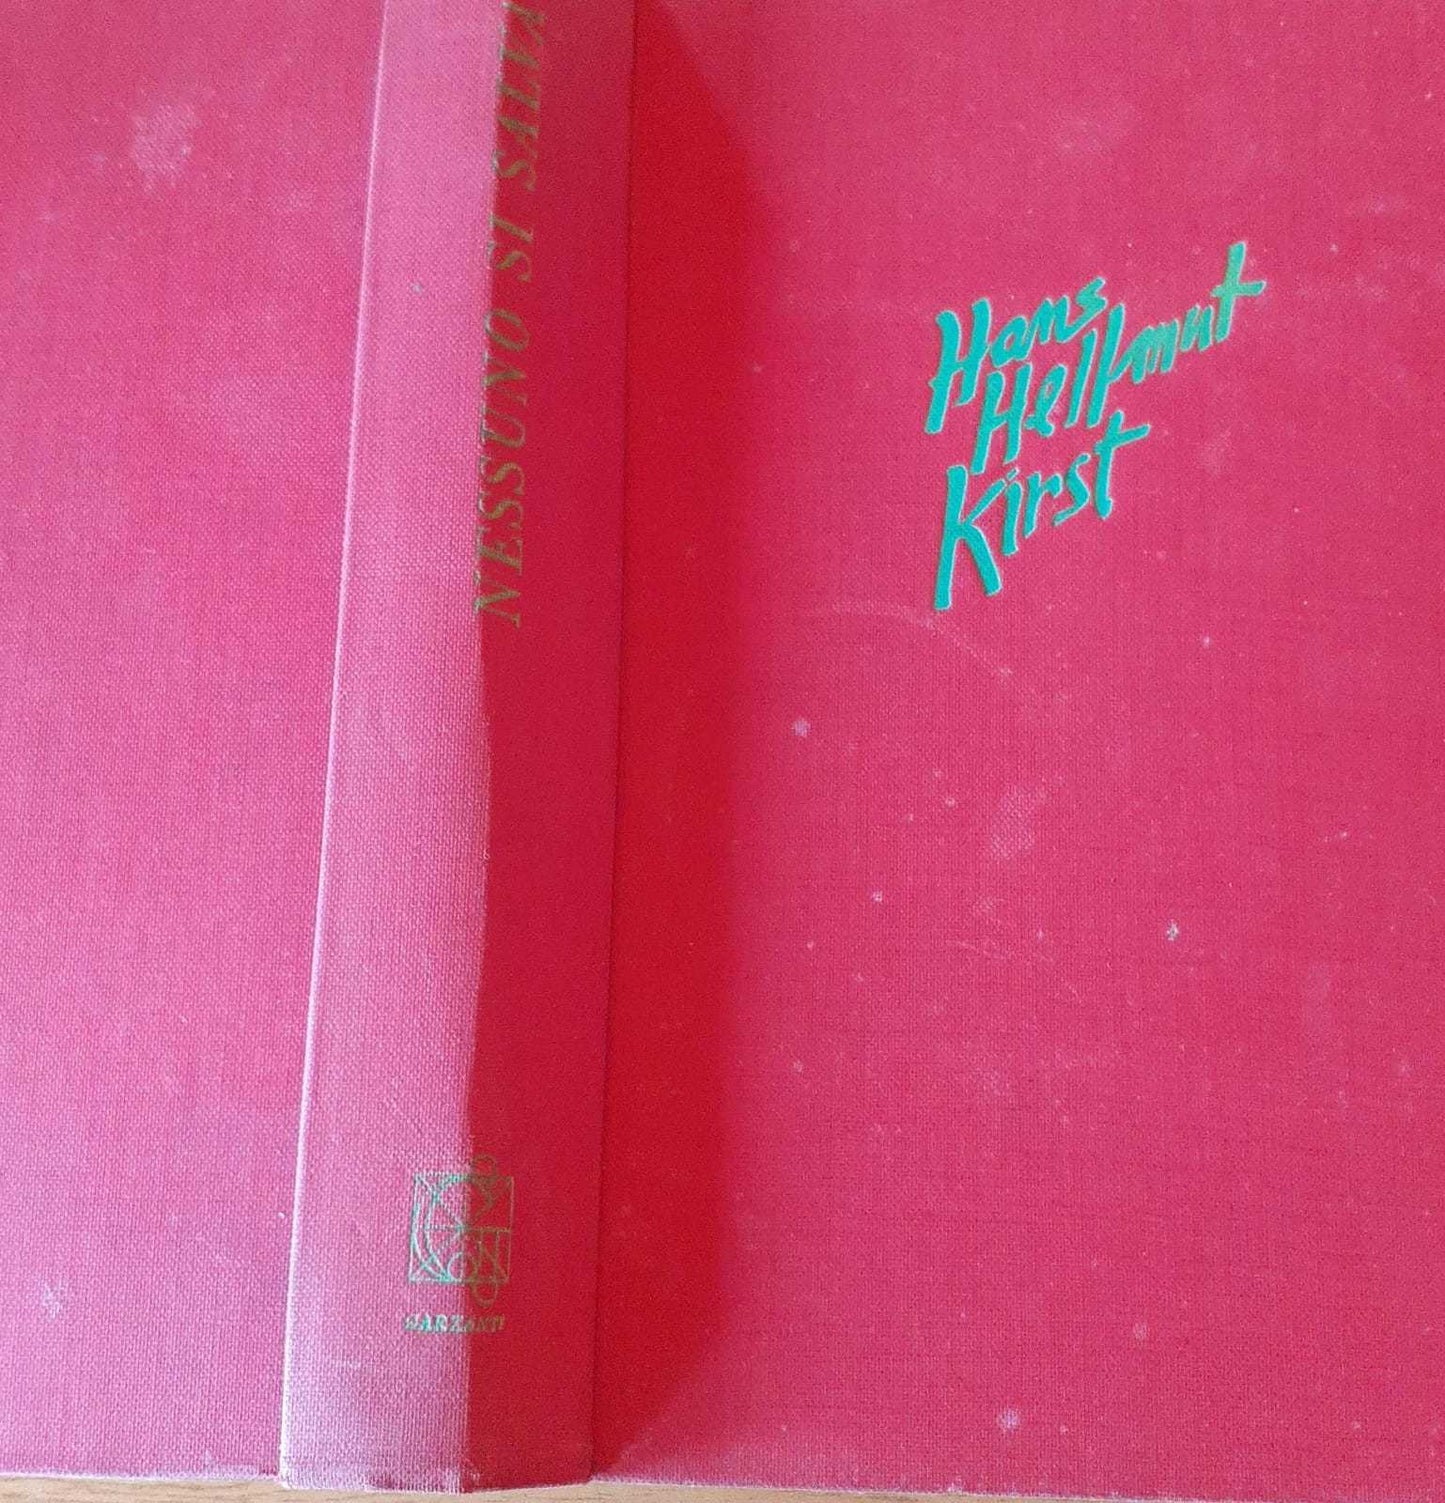 NESSUNO SI SALVA
GARZANTI
Hans
Hellmut
Kirst